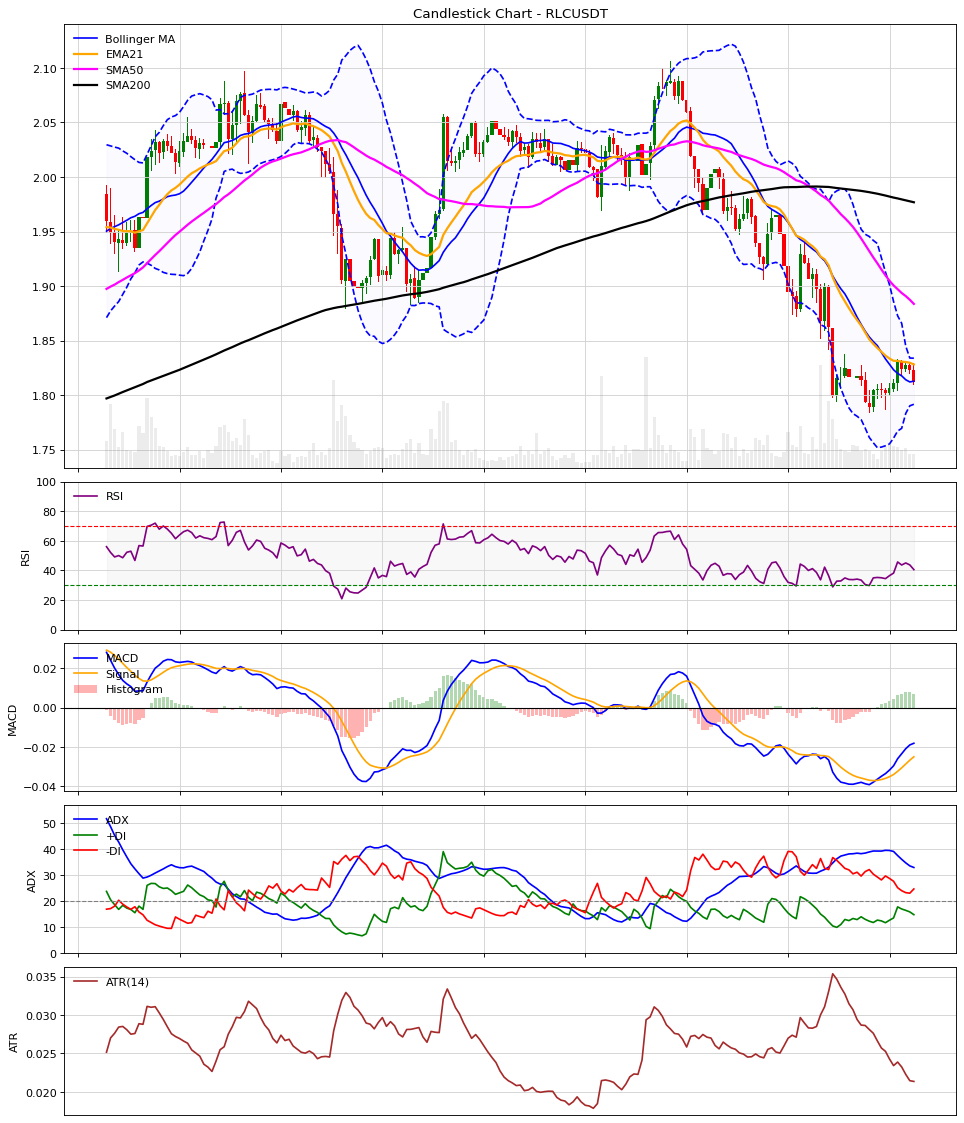 Candlestick Chart - RLCUSDT
Bollinger MA
EMA21
SMA50
SMA200
2.10
2.05
2.00
1.95
1.90
1.85
1.80
1.75
RSI
100
80
60
40
20
0
RSI
MACD
Signal
Histogram
0.02
0.00
−0.02
−0.04
MACD
ADX
+DI
-DI
50
40
30
20
10
0
ADX
ATR(14)
0.035
0.030
0.025
0.020
ATR